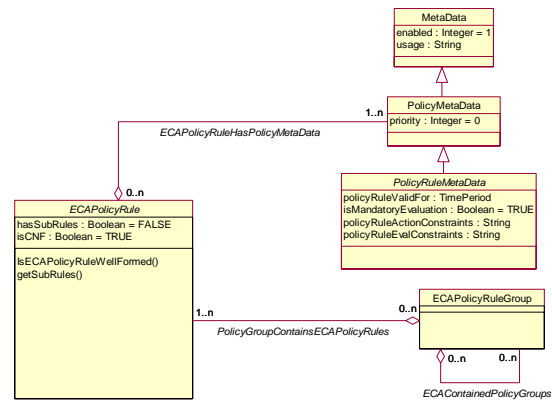 MetaData
enabled : Integer = 1
usage : String
PolicyMetaData
priority : Integer = 0
1..n
ECAPolicyRuleHasPolicyMetaData
0..n
PolicyRuleMetaData
policyRuleValidFor : TimePeriod
isMandatoryEvaluation : Boolean = TRUE
policyRuleActionConstraints : String
policyRuleEvalConstraints : String
ECAPolicyRule
hasSubRules : Boolean = FALSE
isCNF : Boolean = TRUE
IsECAPolicyRuleWellFormed()
getSubRules()
1..n
0..n
PolicyGroupContainsECAPolicyRules
ECAPolicyRuleGroup
0..n
0..n
ECAContainedPolicyGroups